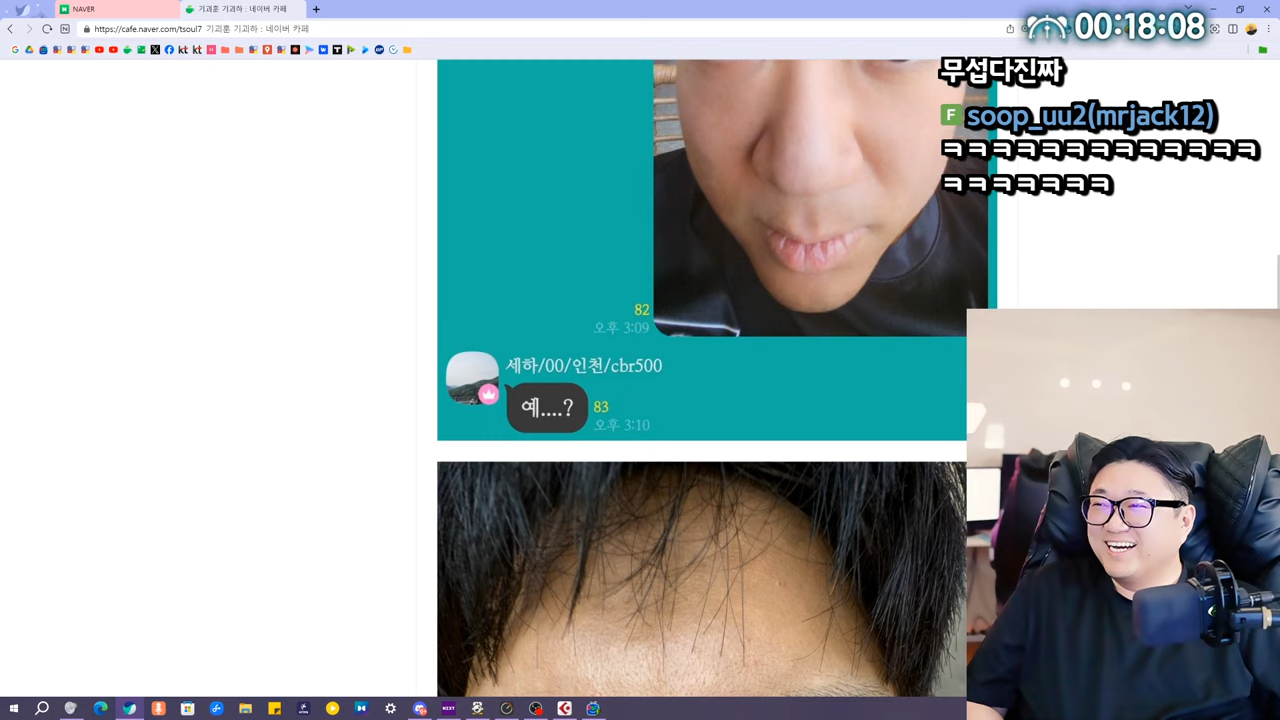 NAVER
기괴훈 기괴하 : 네이버 카페
https://cafe.naver.com/tsoul7 기괴훈 기괴하 : 네이버 카페
00:18:08
무섭다진짜
F soop_uu2(mrjack12)
ㅋㅋㅋㅋㅋㅋㅋㅋㅋㅋㅋㅋㅋ
ㅋㅋㅋㅋㅋㅋㅋ
82
오후 3:09
세하/00/인천/cbr500
예....?
83
오후 3:10